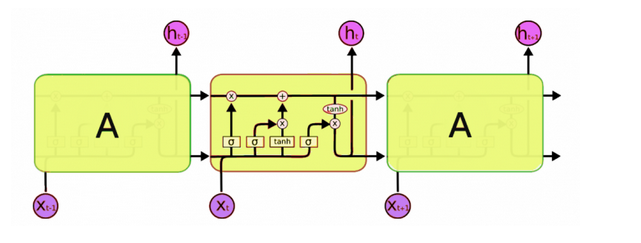 hₜ₋₁ hₜ hₜ₊₁
x +
tanh
A x x A
σ σ tanh σ
Xₜ₋₁ Xₜ Xₜ₊₁